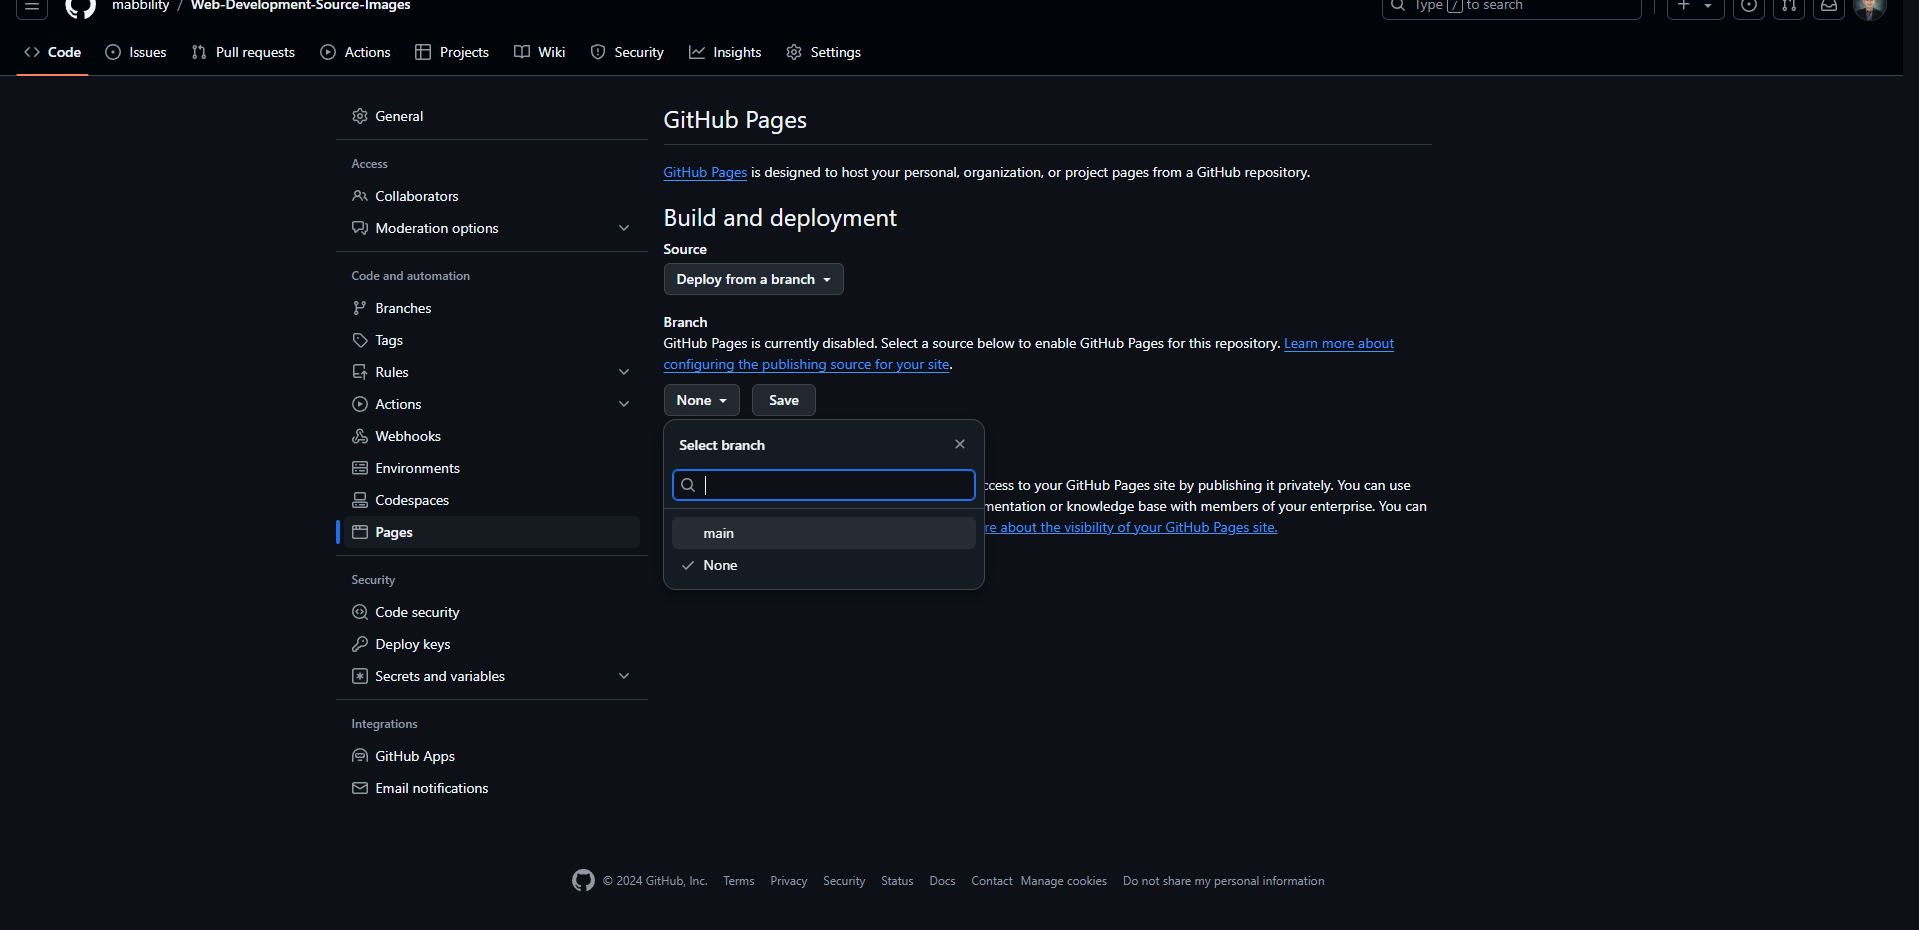 mabbility / Web-Development-Source-Images
Type / to search
Code Issues Pull requests Actions Projects Wiki Security Insights Settings
General
Access
Collaborators
Moderation options
Code and automation
Branches
Tags
Rules
Actions
Webhooks
Environments
Codespaces
Pages
Security
Code security
Deploy keys
Secrets and variables
Integrations
GitHub Apps
Email notifications
GitHub Pages
GitHub Pages is designed to host your personal, organization, or project pages from a GitHub repository.
Build and deployment
Source
Deploy from a branch
Branch
GitHub Pages is currently disabled. Select a source below to enable GitHub Pages for this repository. Learn more about
configuring the publishing source for your site.
None Save
Select branch
main
None
ccess to your GitHub Pages site by publishing it privately. You can use
mentation or knowledge base with members of your enterprise. You can
re about the visibility of your GitHub Pages site.
© 2024 GitHub, Inc. Terms Privacy Security Status Docs Contact Manage cookies Do not share my personal information